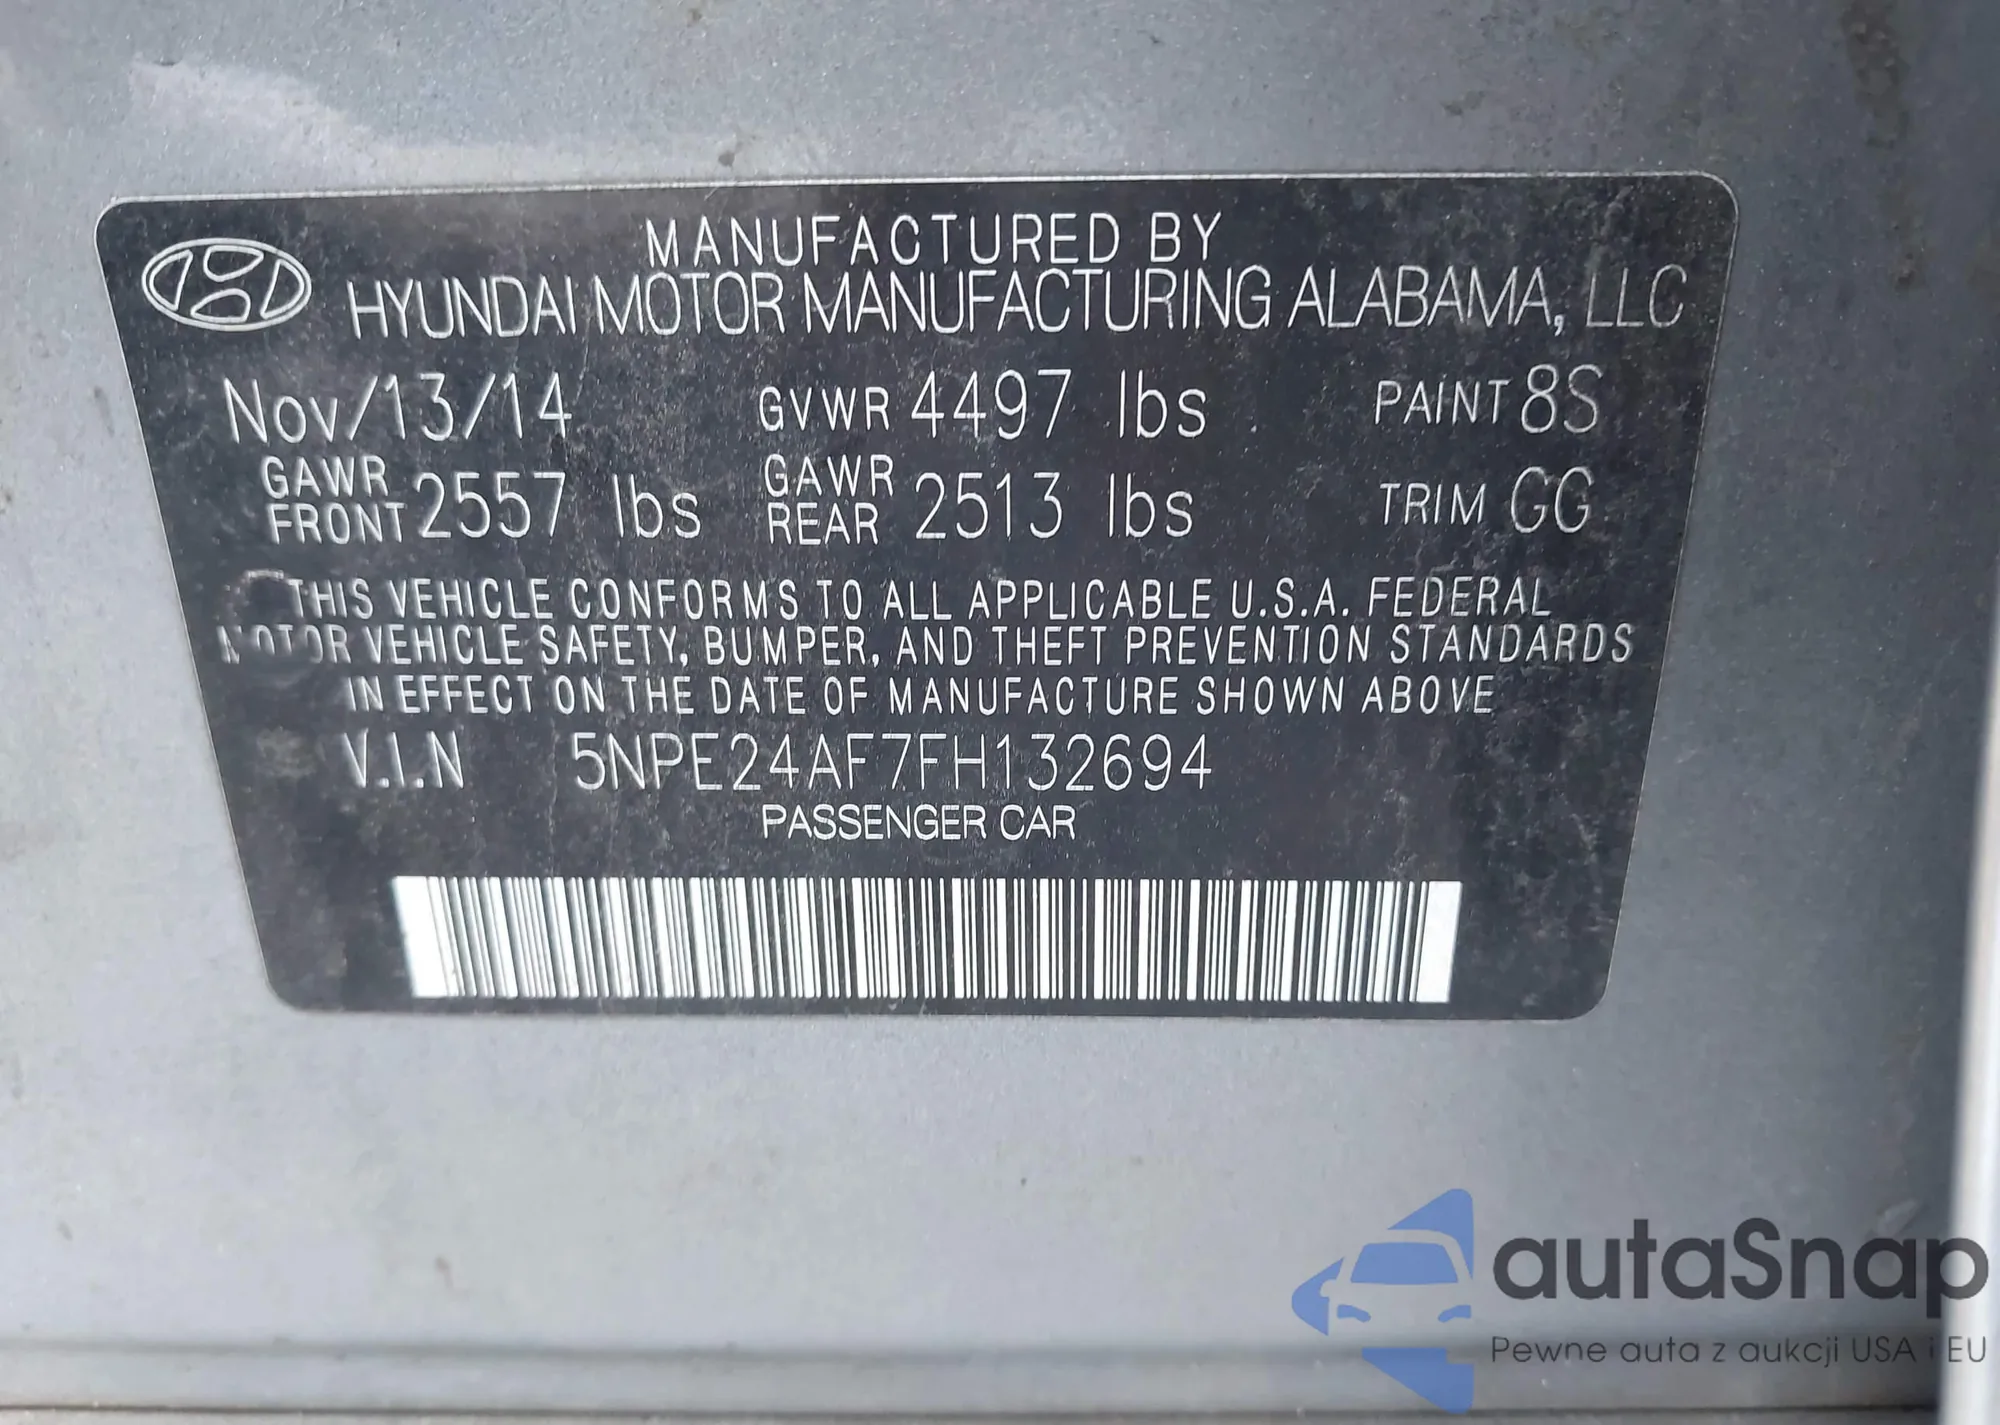 MANUFACTURED BY
HYUNDAI MOTOR MANUFACTURING ALABAMA, LLC
Nov/13/14 GVWR 4497 lbs PAINT 8S
GAWR FRONT 2557 lbs GAWR REAR 2513 lbs TRIM GG
THIS VEHICLE CONFORMS TO ALL APPLICABLE U.S.A. FEDERAL
MOTOR VEHICLE SAFETY, BUMPER, AND THEFT PREVENTION STANDARDS
IN EFFECT ON THE DATE OF MANUFACTURE SHOWN ABOVE
V.I.N 5NPE24AF7FH132694
PASSENGER CAR
autaSnap
Pewne auta z aukcji USA i EU